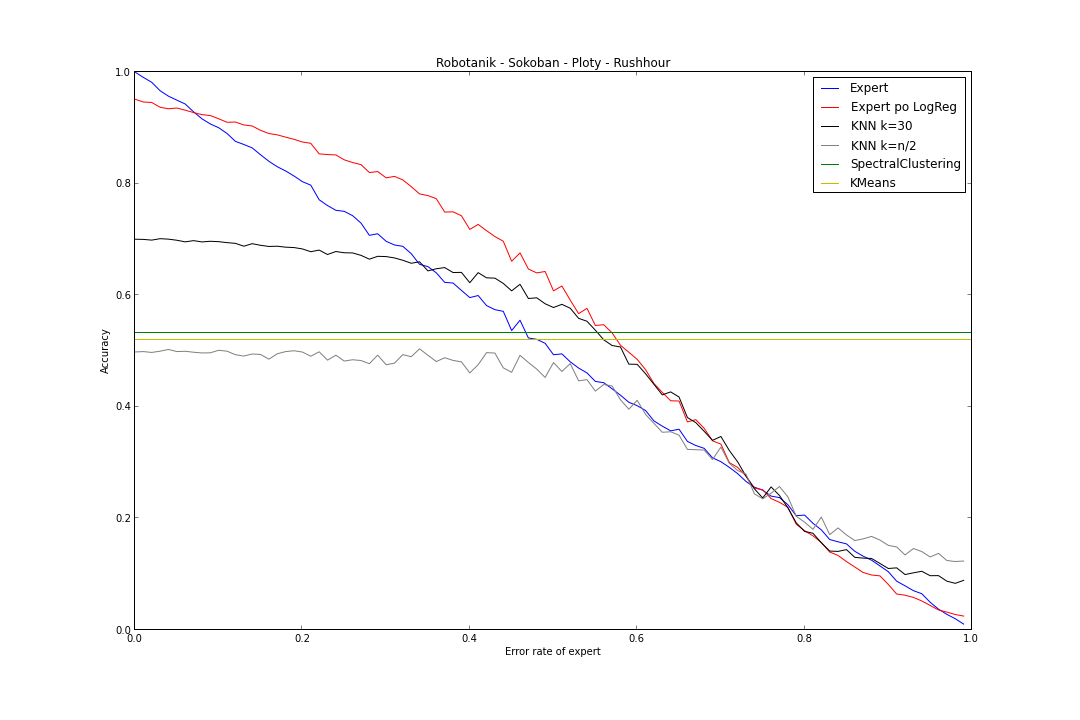 Robotanik - Sokoban - Ploty - Rushhour
1.0
0.8
0.6
0.4
0.2
0.0
Accuracy
Expert
Expert po LogReg
KNN k=30
KNN k=n/2
SpectralClustering
KMeans
0.0 0.2 0.4 0.6 0.8 1.0
Error rate of expert